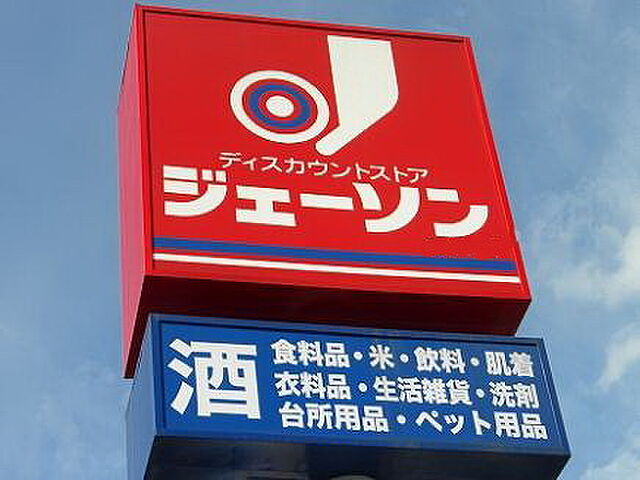 ディスカウントストア
ジェーソン
酒
食料品・米・飲料・肌着
衣料品・生活雑貨・洗剤
台所用品・ペット用品